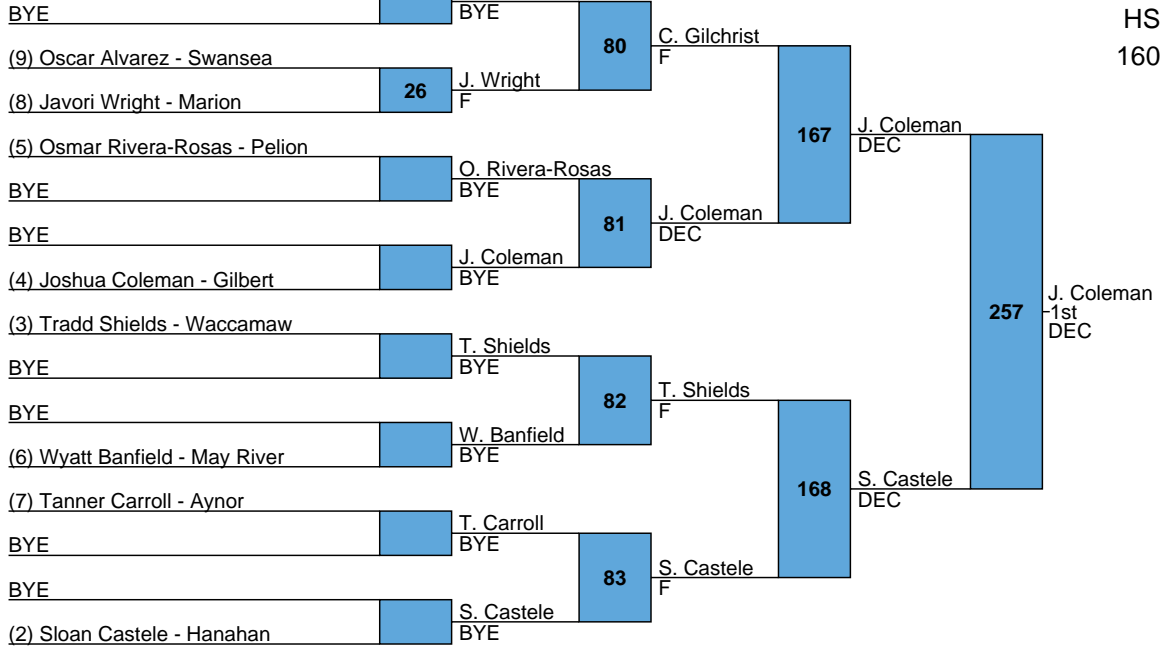 BYE
BYE
HS
160
(9) Oscar Alvarez - Swansea
80
C. Gilchrist
F
26
J. Wright
F
(8) Javori Wright - Marion
167
J. Coleman
DEC
(5) Osmar Rivera-Rosas - Pelion
O. Rivera-Rosas
BYE
BYE
81
J. Coleman
DEC
BYE
J. Coleman
BYE
(4) Joshua Coleman - Gilbert
257
J. Coleman
1st
DEC
(3) Tradd Shields - Waccamaw
T. Shields
BYE
BYE
82
T. Shields
F
BYE
W. Banfield
BYE
(6) Wyatt Banfield - May River
168
S. Castele
DEC
(7) Tanner Carroll - Aynor
T. Carroll
BYE
BYE
83
S. Castele
F
BYE
S. Castele
BYE
(2) Sloan Castele - Hanahan